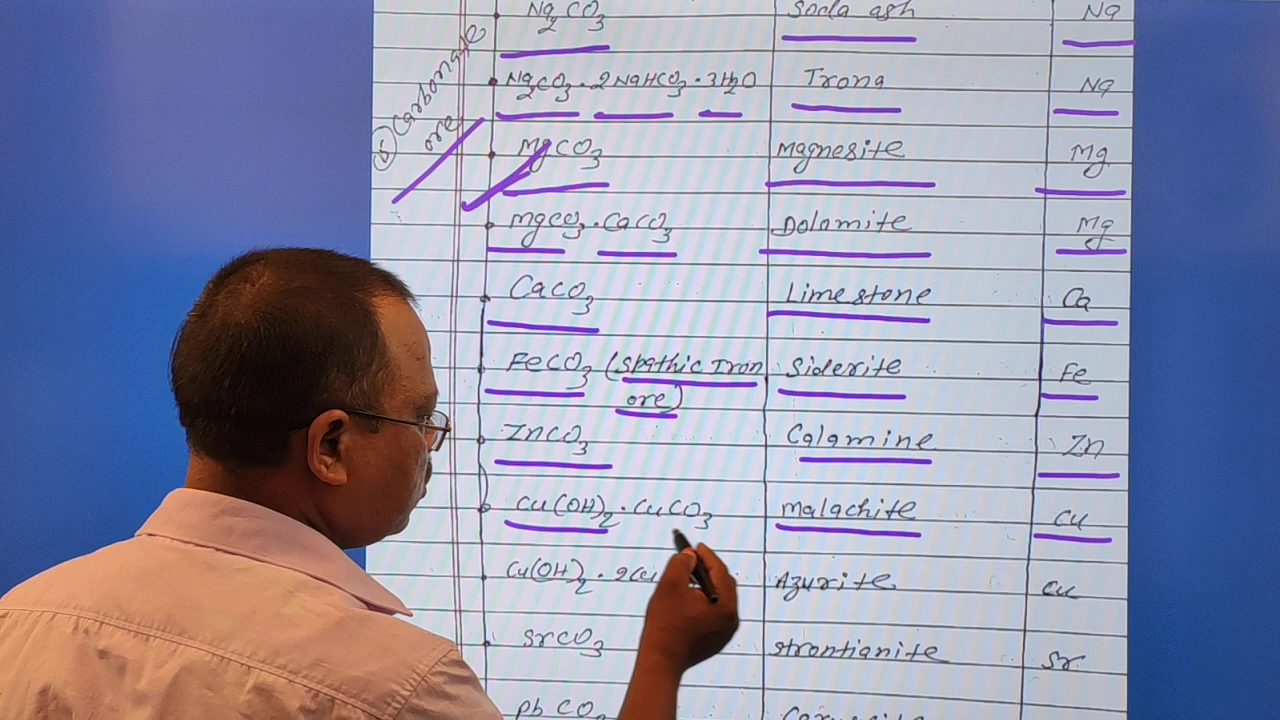 Na2CO3 Soda ash Na
Na2CO3 · 2NaHCO3 · 3H2O Trona Na
⑤ Carbonate
ore
MgCO3 Magnesite Mg
MgCO3 · CaCO3 Dolomite Mg
CaCO3 Limestone Ca
FeCO3 (Spathic Iron Siderite Fe
ore)
ZnCO3 Calamine Zn
Cu(OH)2 · CuCO3 malachite Cu
Cu(OH)2 · 2Cu Azurite Cu
SrCO3 Strontianite Sr
PbCO3